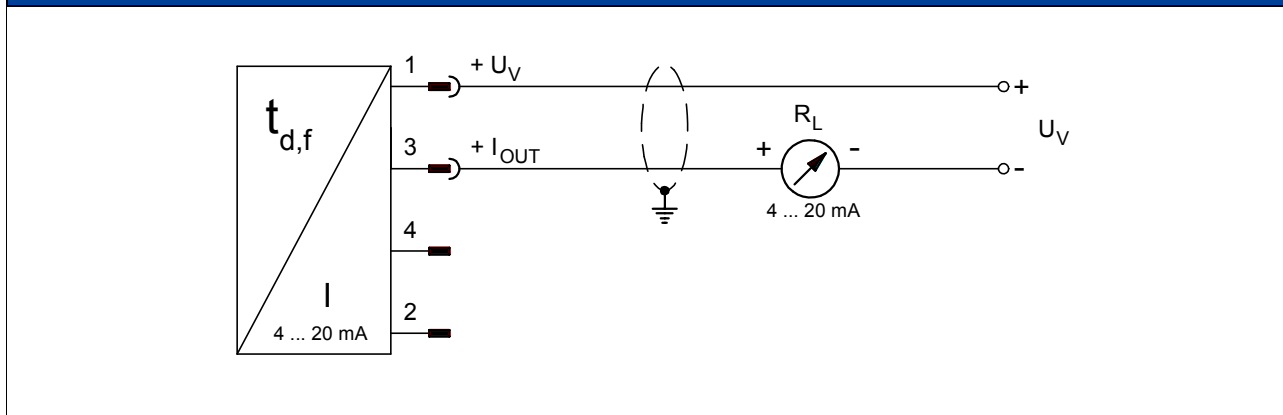 1
+ U_V
+
t_d,f
R_L
U_V
3
+ I_OUT
+
-
-
4 ... 20 mA
4
I
2
4 ... 20 mA